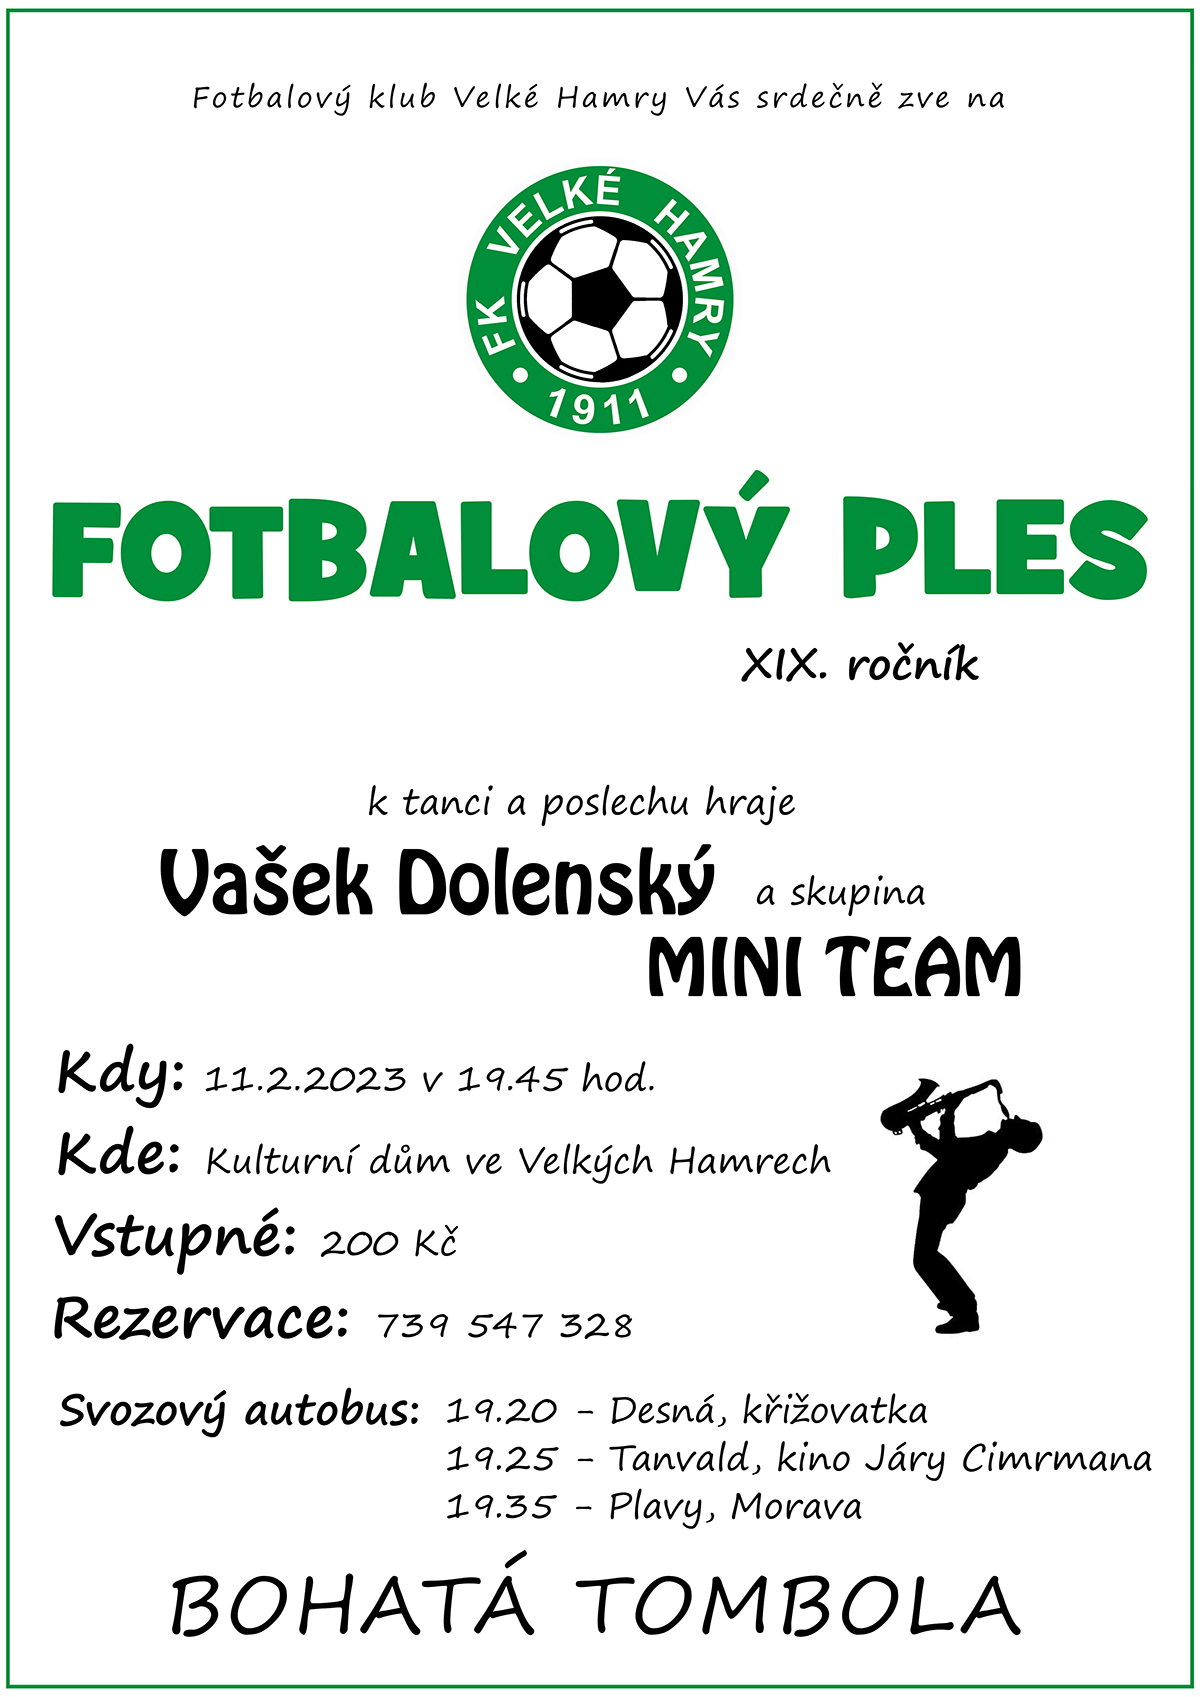 Fotbalový klub Velké Hamry Vás srdečně zve na
FK VELKÉ HAMRY
• 1911 •
FOTBALOVÝ PLES
XIX. ročník
k tanci a poslechu hraje
Vašek Dolenský a skupina
MINI TEAM
Kdy: 11.2.2023 v 19.45 hod.
Kde: Kulturní dům ve Velkých Hamrech
Vstupné: 200 Kč
Rezervace: 739 547 328
Svozový autobus: 19.20 - Desná, křižovatka
19.25 - Tanvald, kino Járy Cimrmana
19.35 - Plavy, Morava
BOHATÁ TOMBOLA